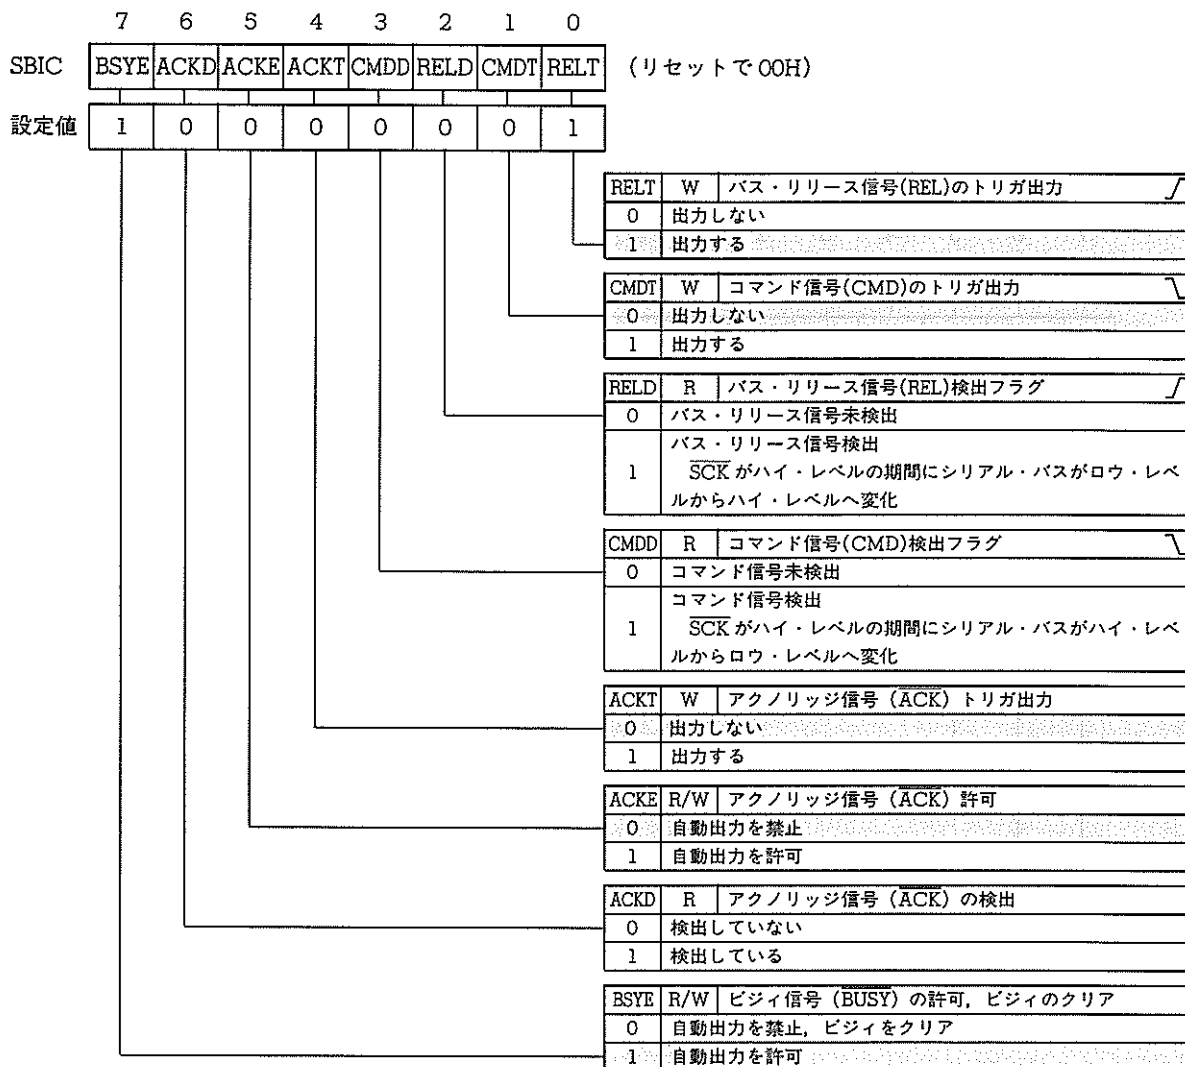 7 6 5 4 3 2 1 0
SBIC BSYE ACKD ACKE ACKT CMDD RELD CMDT RELT (リセットで00H)
設定値 1 0 0 0 0 0 0 1
RELT W バス・リリース信号(REL)のトリガ出力
0 出力しない
1 出力する
CMDT W コマンド信号(CMD)のトリガ出力
0 出力しない
1 出力する
RELD R バス・リリース信号(REL)検出フラグ
0 バス・リリース信号未検出
バス・リリース信号検出
1 SCKがハイ・レベルの期間にシリアル・バスがロウ・レベ
ルからハイ・レベルへ変化
CMDD R コマンド信号(CMD)検出フラグ
0 コマンド信号未検出
コマンド信号検出
1 SCKがハイ・レベルの期間にシリアル・バスがハイ・レベ
ルからロウ・レベルへ変化
ACKT W アクノリッジ信号(ACK)トリガ出力
0 出力しない
1 出力する
ACKE R/W アクノリッジ信号(ACK)許可
0 自動出力を禁止
1 自動出力を許可
ACKD R アクノリッジ信号(ACK)の検出
0 検出していない
1 検出している
BSYE R/W ビジィ信号(BUSY)の許可，ビジィのクリア
0 自動出力を禁止，ビジィをクリア
1 自動出力を許可